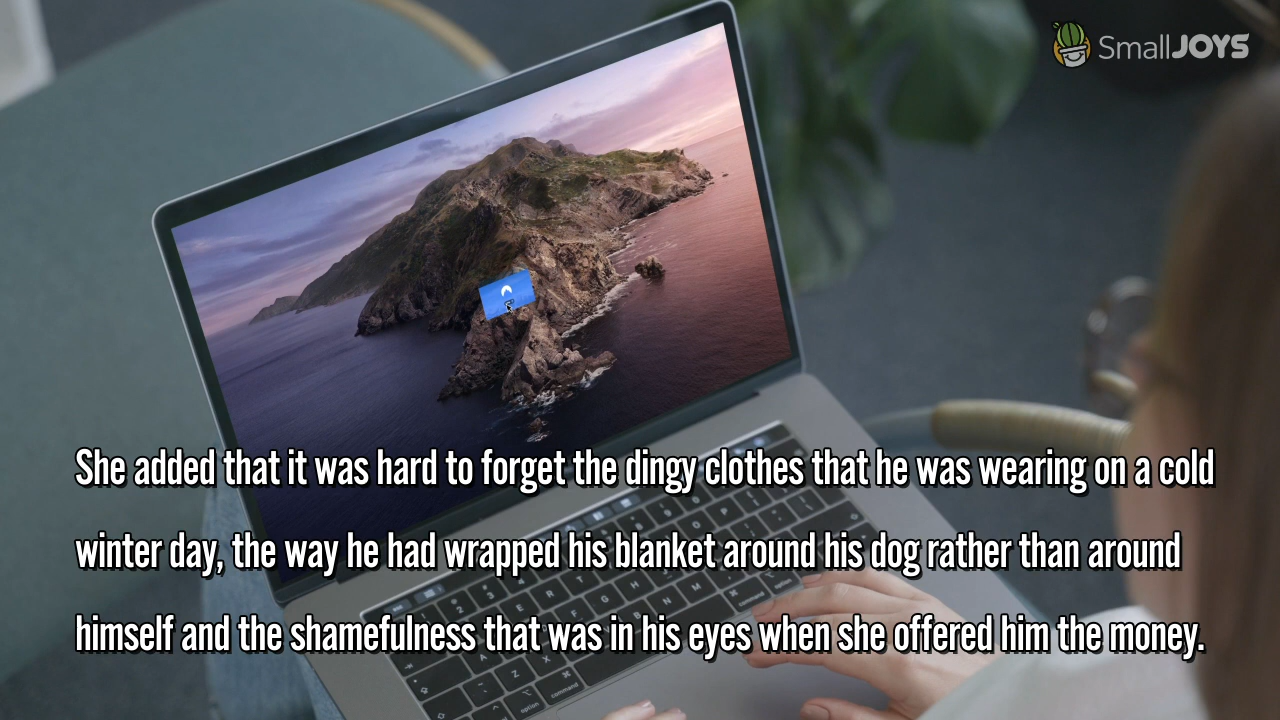 SmallJOYS
She added that it was hard to forget the dingy clothes that he was wearing on a cold
winter day, the way he had wrapped his blanket around his dog rather than around
himself and the shamefulness that was in his eyes when she offered him the money.
option
command